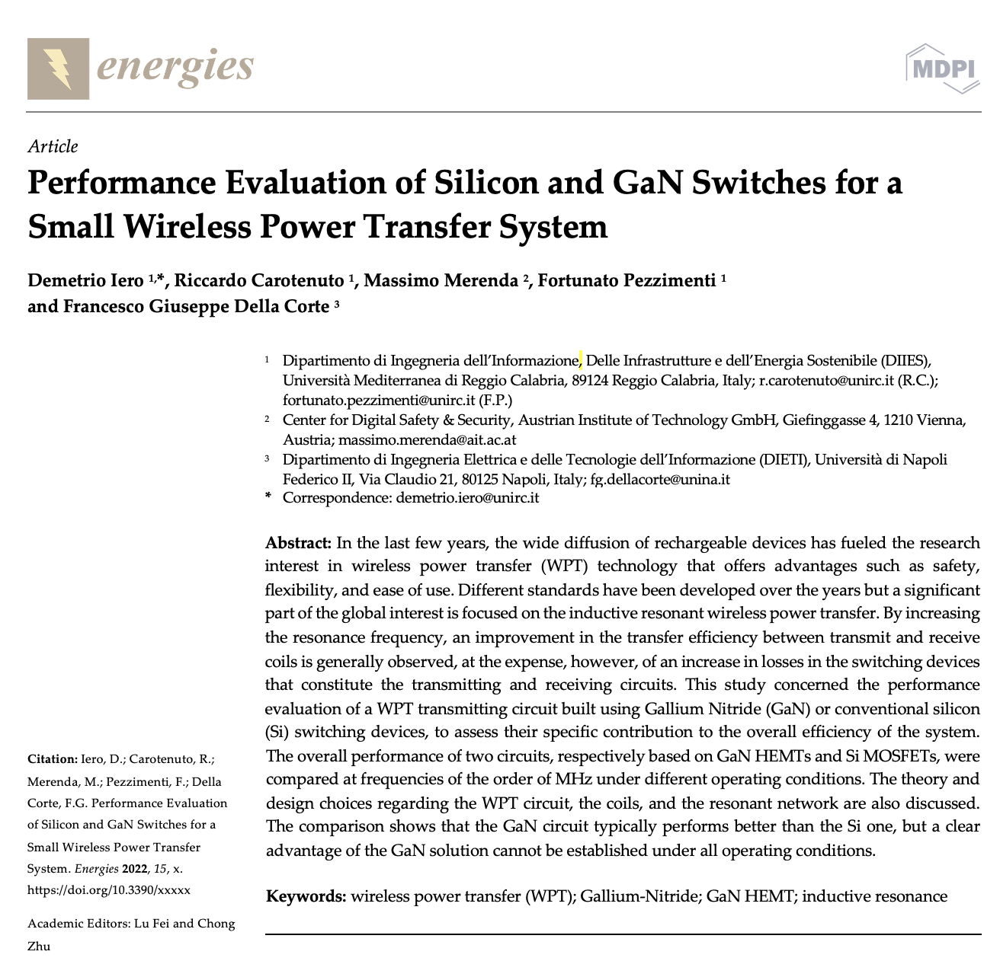 energies
MDPI
Article
Performance Evaluation of Silicon and GaN Switches for a
Small Wireless Power Transfer System
Demetrio Iero 1,*, Riccardo Carotenuto 1, Massimo Merenda 2, Fortunato Pezzimenti 1
and Francesco Giuseppe Della Corte 3
1 Dipartimento di Ingegneria dell'Informazione, Delle Infrastrutture e dell'Energia Sostenibile (DIIES),
Università Mediterranea di Reggio Calabria, 89124 Reggio Calabria, Italy; r.carotenuto@unirc.it (R.C.);
fortunato.pezzimenti@unirc.it (F.P.)
2 Center for Digital Safety & Security, Austrian Institute of Technology GmbH, Giefinggasse 4, 1210 Vienna,
Austria; massimo.merenda@ait.ac.at
3 Dipartimento di Ingegneria Elettrica e delle Tecnologie dell'Informazione (DIETI), Università di Napoli
Federico II, Via Claudio 21, 80125 Napoli, Italy; fg.dellacorte@unina.it
* Correspondence: demetrio.iero@unirc.it
Abstract: In the last few years, the wide diffusion of rechargeable devices has fueled the research
interest in wireless power transfer (WPT) technology that offers advantages such as safety,
flexibility, and ease of use. Different standards have been developed over the years but a significant
part of the global interest is focused on the inductive resonant wireless power transfer. By increasing
the resonance frequency, an improvement in the transfer efficiency between transmit and receive
coils is generally observed, at the expense, however, of an increase in losses in the switching devices
that constitute the transmitting and receiving circuits. This study concerned the performance
evaluation of a WPT transmitting circuit built using Gallium Nitride (GaN) or conventional silicon
(Si) switching devices, to assess their specific contribution to the overall efficiency of the system.
The overall performance of two circuits, respectively based on GaN HEMTs and Si MOSFETs, were
compared at frequencies of the order of MHz under different operating conditions. The theory and
design choices regarding the WPT circuit, the coils, and the resonant network are also discussed.
The comparison shows that the GaN circuit typically performs better than the Si one, but a clear
advantage of the GaN solution cannot be established under all operating conditions.
Keywords: wireless power transfer (WPT); Gallium-Nitride; GaN HEMT; inductive resonance
Citation: Iero, D.; Carotenuto, R.;
Merenda, M.; Pezzimenti, F.; Della
Corte, F.G. Performance Evaluation
of Silicon and GaN Switches for a
Small Wireless Power Transfer
System. Energies 2022, 15, x.
https://doi.org/10.3390/xxxxx
Academic Editors: Lu Fei and Chong
Zhu